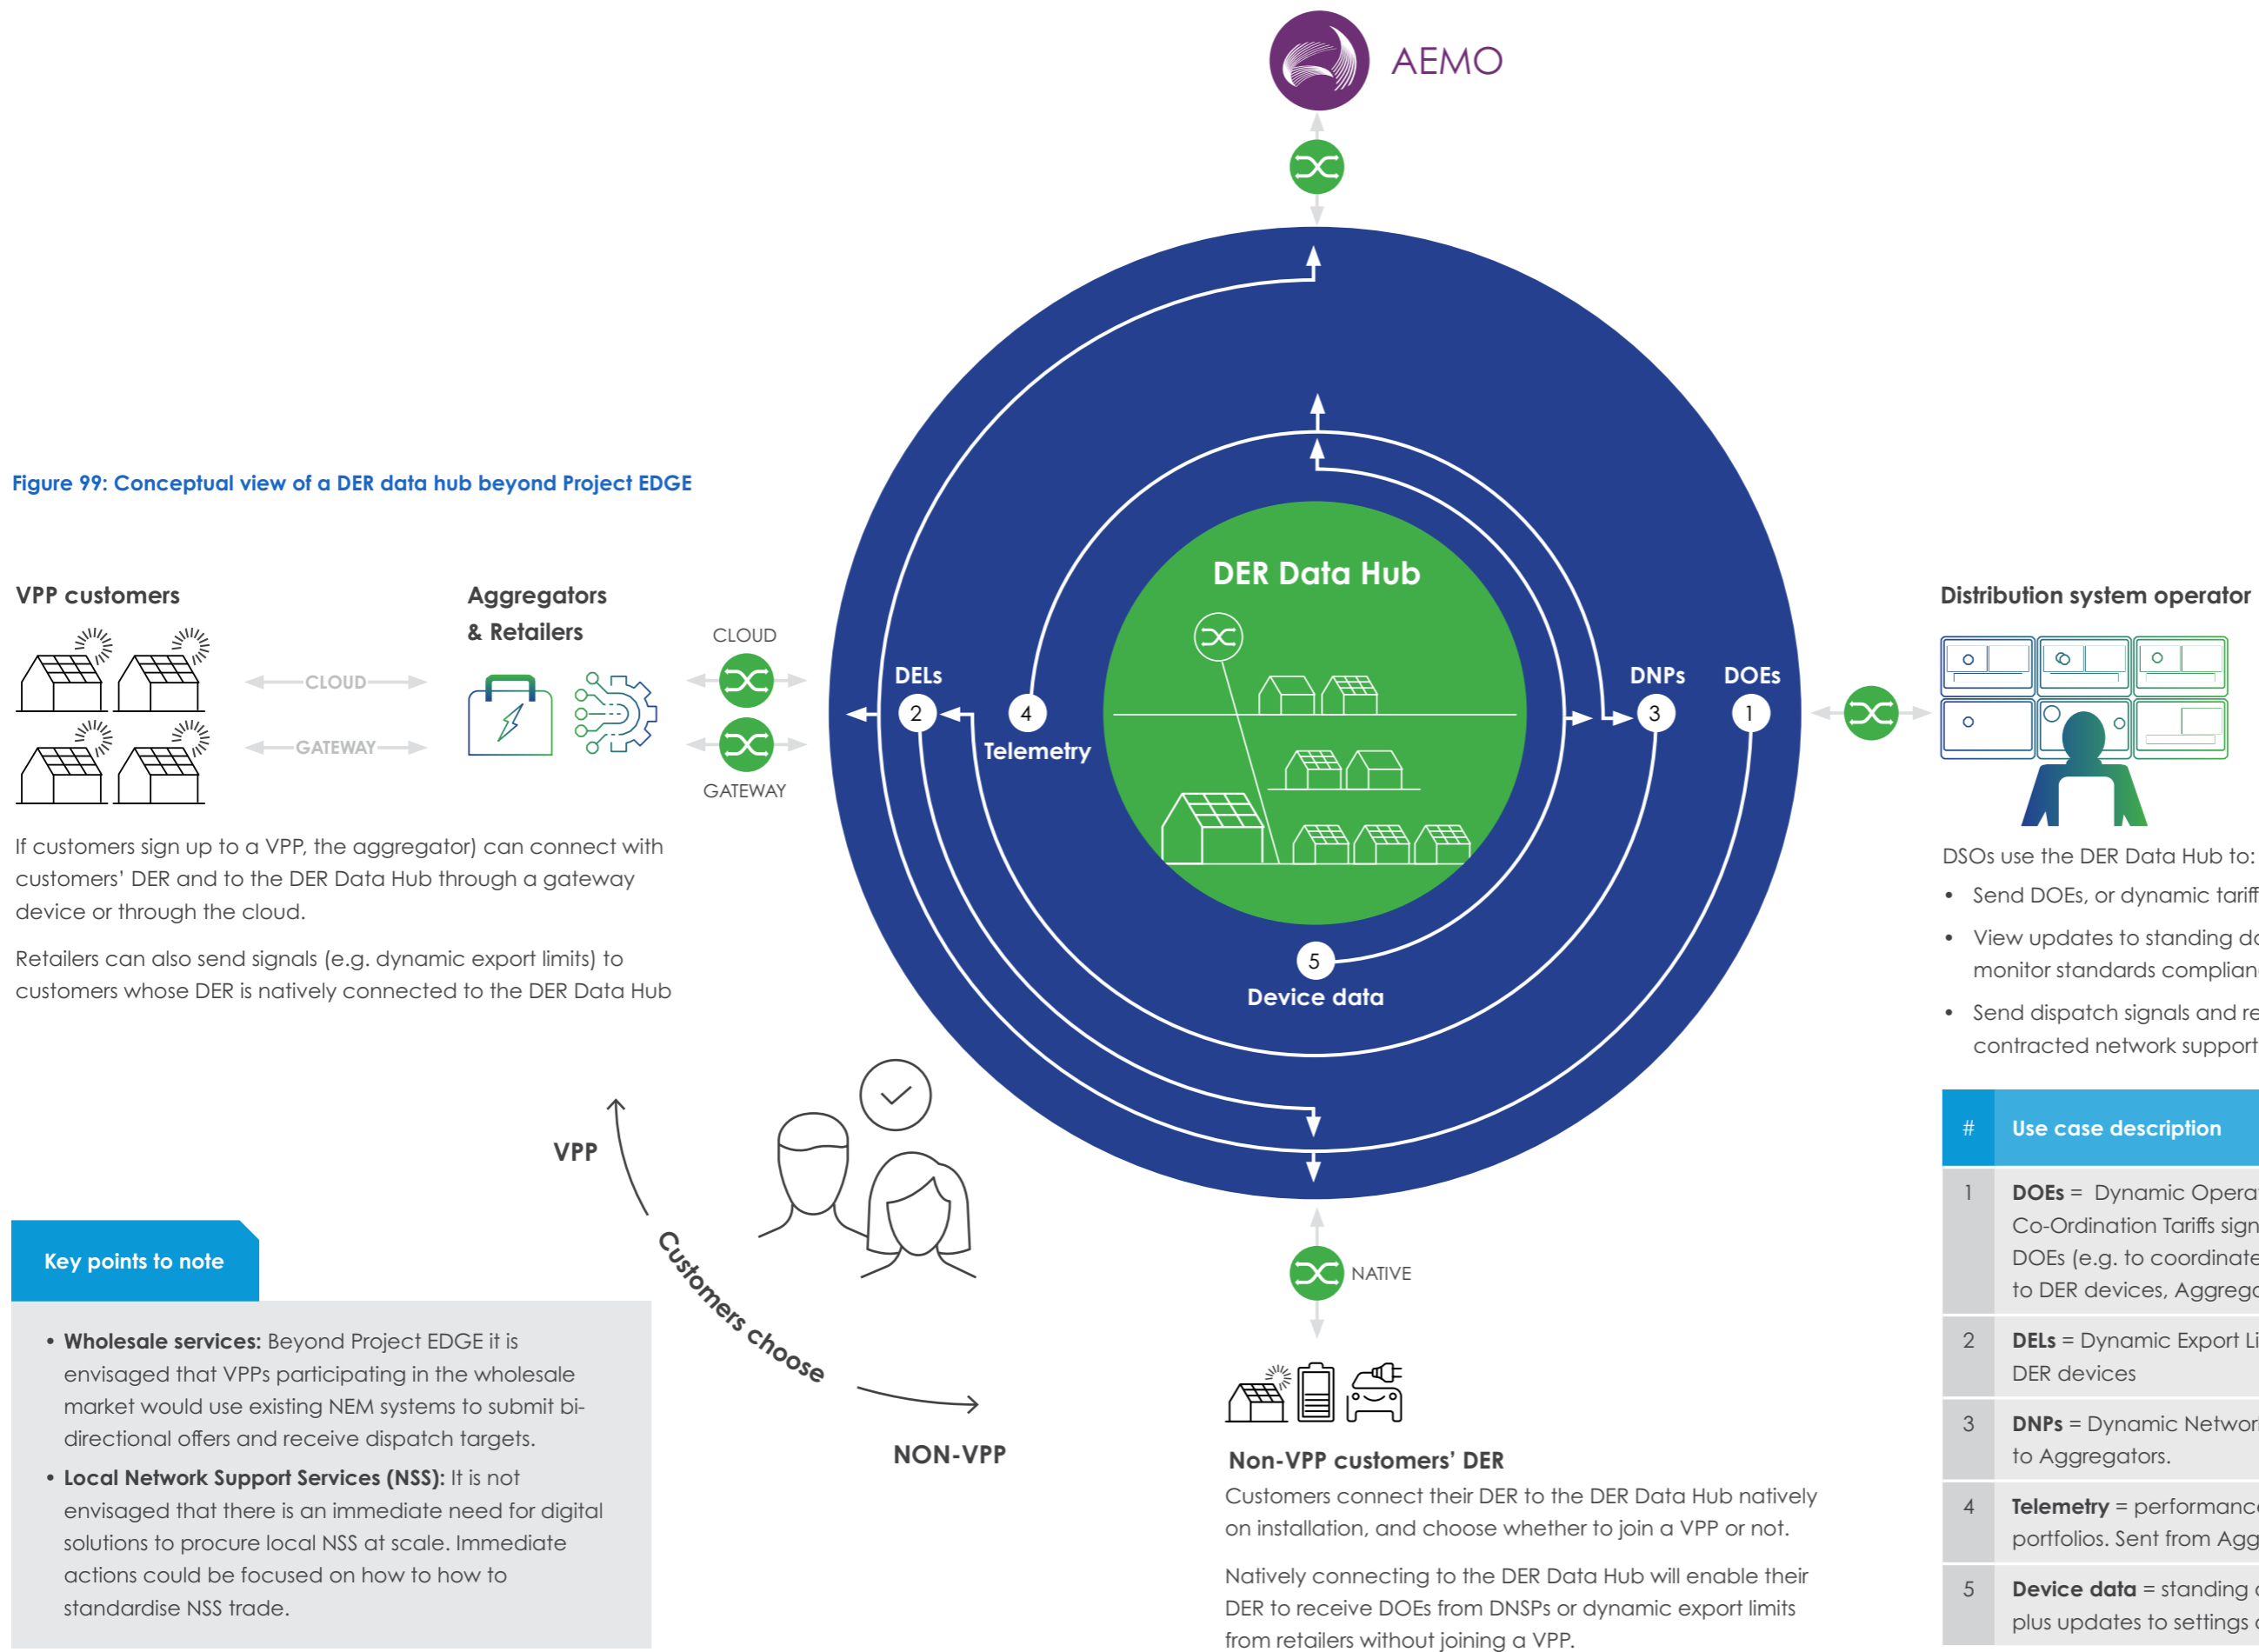 AEMO
Figure 99: Conceptual view of a DER data hub beyond Project EDGE
VPP customers
CLOUD
GATEWAY
Aggregators
& Retailers
CLOUD
GATEWAY
If customers sign up to a VPP, the aggregator) can connect with
customers’ DER and to the DER Data Hub through a gateway
device or through the cloud.
Retailers can also send signals (e.g. dynamic export limits) to
customers whose DER is natively connected to the DER Data Hub
DER Data Hub
DELs
2
4
Telemetry
DNPs
3
DOEs
1
5
Device data
Distribution system operator
DSOs use the DER Data Hub to:
• Send DOEs, or dynamic tariff
• View updates to standing
monitor standards
• Send dispatch signals and
contracted network support
VPP
Customers choose
NON-VPP
Key points to note
• Wholesale services: Beyond Project EDGE it is
envisaged that VPPs participating in the wholesale
market would use existing NEM systems to submit bi-
directional offers and receive dispatch targets.
• Local Network Support Services (NSS): It is not
envisaged that there is an immediate need for digital
solutions to procure local NSS at scale. Immediate
actions could be focused on how to how to
standardise NSS trade.
NATIVE
Non-VPP customers’ DER
Customers connect their DER to the DER Data Hub natively
on installation, and choose whether to join a VPP or not.
Natively connecting to the DER Data Hub will enable their
DER to receive DOEs from DNSPs or dynamic export limits
from retailers without joining a VPP.
# Use case description
1 DOEs = Dynamic
Co-Ordination Tariffs
DOEs (e.g. to coordinate
to DER devices,
2 DELs = Dynamic Export
DER devices
3 DNPs = Dynamic
to Aggregators.
4 Telemetry = performance
portfolios. Sent from
5 Device data = standing
plus updates to settings